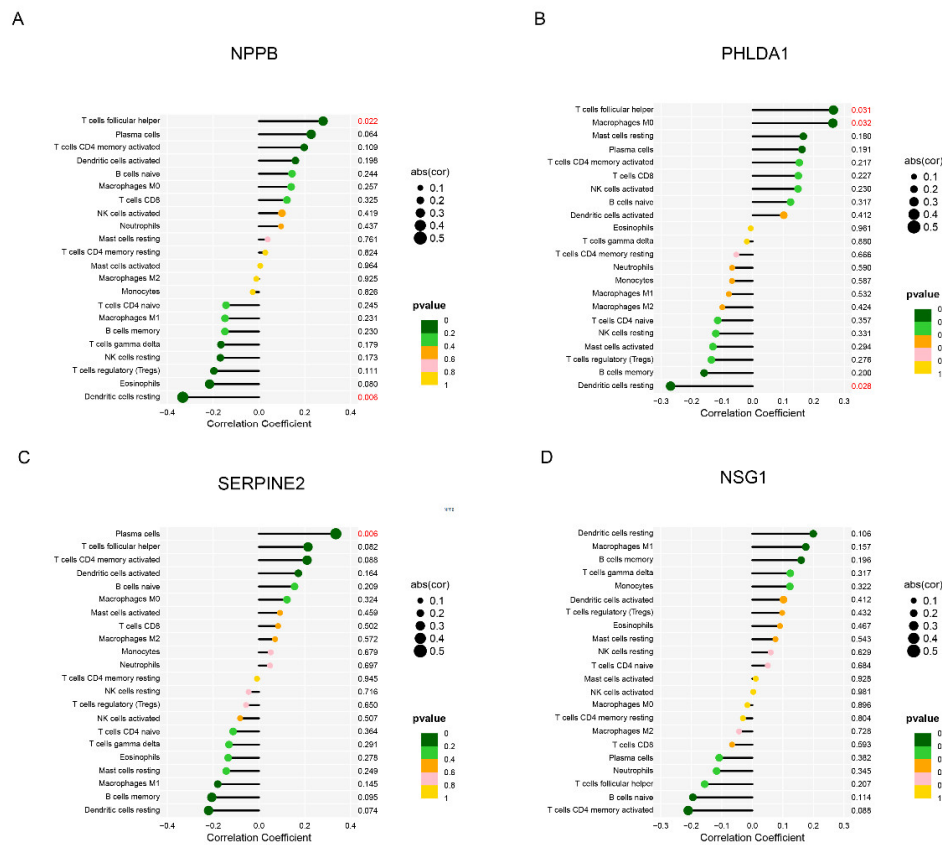 A
NPPB
T cells follicular helper 0.022
Plasma cells 0.064
T cells CD4 memory activated 0.109
Dendritic cells activated 0.198
B cells naive 0.244
Macrophages M0 0.257
T cells CD8 0.325
NK cells activated 0.419
Neutrophils 0.437
Mast cells resting 0.761
T cells CD4 memory resting 0.824
Mast cells activated 0.964
Macrophages M2 0.925
Monocytes 0.826
T cells CD4 naive 0.245
Macrophages M1 0.231
B cells memory 0.230
T cells gamma delta 0.179
NK cells resting 0.173
T cells regulatory (Tregs) 0.111
Eosinophils 0.080
Dendritic cells resting 0.006
−0.4 −0.2 0.0 0.2 0.4
Correlation Coefficient
abs(cor)
0.1
0.2
0.3
0.4
0.5
pvalue
0
0.2
0.4
0.6
0.8
1
B
PHLDA1
T cells follicular helper 0.031
Macrophages M0 0.032
Mast cells resting 0.180
Plasma cells 0.191
T cells CD4 memory activated 0.217
T cells CD8 0.227
NK cells activated 0.230
B cells naive 0.317
Dendritic cells activated 0.412
Eosinophils 0.961
T cells gamma delta 0.880
T cells CD4 memory resting 0.666
Neutrophils 0.590
Monocytes 0.587
Macrophages M1 0.532
Macrophages M2 0.424
T cells CD4 naive 0.357
NK cells resting 0.331
Mast cells activated 0.294
T cells regulatory (Tregs) 0.276
B cells memory 0.200
Dendritic cells resting 0.028
−0.3 −0.2 −0.1 0.0 0.1 0.2 0.3
Correlation Coefficient
abs(cor)
0.1
0.2
0.3
0.4
0.5
pvalue
0
0
0
0
0
1
C
SERPINE2
Plasma cells 0.006
T cells follicular helper 0.082
T cells CD4 memory activated 0.088
Dendritic cells activated 0.164
B cells naive 0.209
Macrophages M0 0.324
Mast cells activated 0.459
T cells CD8 0.502
Macrophages M2 0.572
Monocytes 0.679
Neutrophils 0.697
T cells CD4 memory resting 0.945
NK cells resting 0.716
T cells regulatory (Tregs) 0.650
NK cells activated 0.507
T cells CD4 naive 0.364
T cells gamma delta 0.291
Eosinophils 0.278
Mast cells resting 0.249
Macrophages M1 0.145
B cells memory 0.095
Dendritic cells resting 0.074
−0.4 −0.2 0.0 0.2 0.4
Correlation Coefficient
abs(cor)
0.1
0.2
0.3
0.4
0.5
pvalue
0
0.2
0.4
0.6
0.8
1
D
NSG1
Dendritic cells resting 0.106
Macrophages M1 0.157
B cells memory 0.196
T cells gamma delta 0.317
Monocytes 0.322
Dendritic cells activated 0.412
T cells regulatory (Tregs) 0.432
Eosinophils 0.467
Mast cells resting 0.543
NK cells resting 0.629
T cells CD4 naive 0.684
Mast cells activated 0.928
NK cells activated 0.981
Macrophages M0 0.896
T cells CD4 memory resting 0.804
Macrophages M2 0.728
T cells CD8 0.593
Plasma cells 0.382
Neutrophils 0.345
T cells follicular helper 0.207
B cells naive 0.114
T cells CD4 memory activated 0.088
−0.3 −0.2 −0.1 0.0 0.1 0.2 0.3
Correlation Coefficient
abs(cor)
0.1
0.2
0.3
0.4
0.5
pvalue
0
0
0
0
0
1